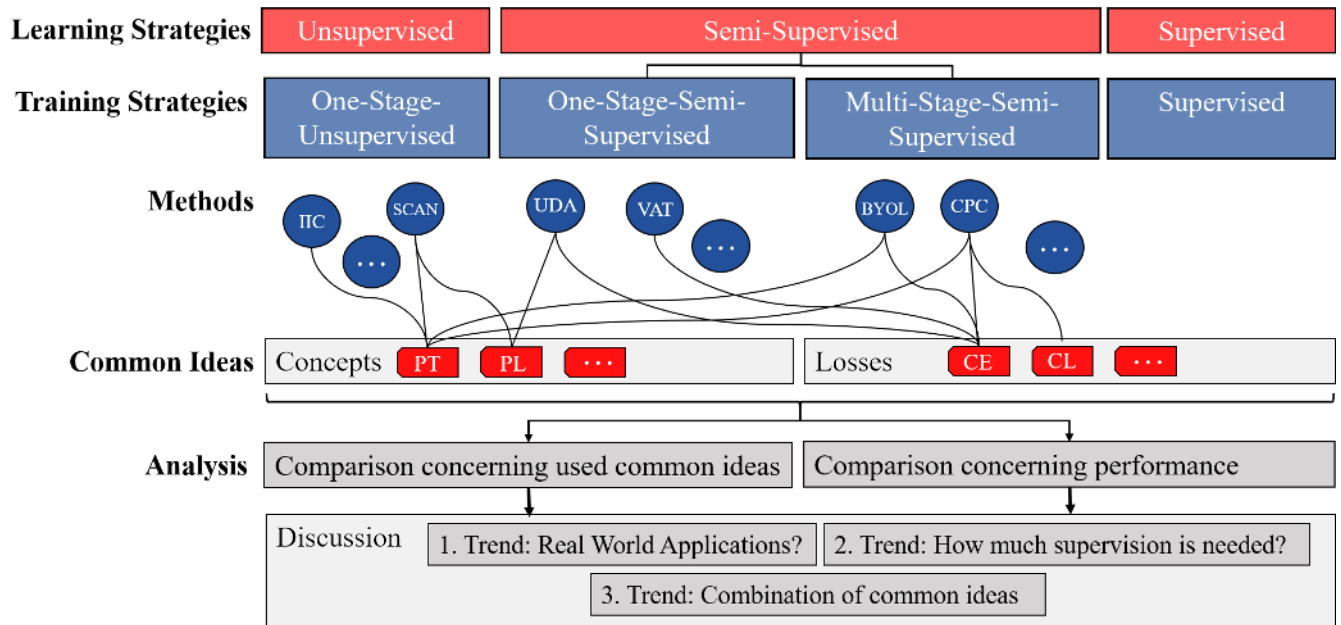 Learning Strategies
Unsupervised
Semi-Supervised
Supervised
Training Strategies
One-Stage-
Unsupervised
One-Stage-Semi-
Supervised
Multi-Stage-Semi-
Supervised
Supervised
Methods
IIC
...
SCAN
UDA
VAT
...
BYOL
CPC
...
Common Ideas
Concepts
PT
PL
...
Losses
CE
CL
...
Analysis
Comparison concerning used common ideas
Comparison concerning performance
Discussion
1. Trend: Real World Applications?
2. Trend: How much supervision is needed?
3. Trend: Combination of common ideas